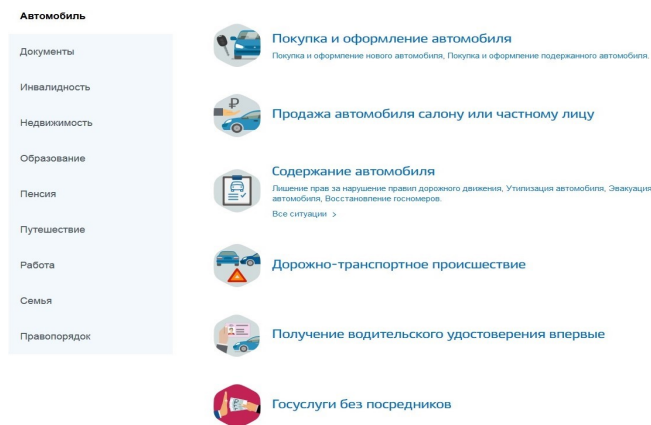 Автомобиль
Документы
Инвалидность
Недвижимость
Образование
Пенсия
Путешествие
Работа
Семья
Правопорядок
Покупка и оформление автомобиля
Покупка и оформление нового автомобиля, Покупка и оформление подержанного автомобиля.
Продажа автомобиля салону или частному лицу
Содержание автомобиля
Лишение прав за нарушение правил дорожного движения, Утилизация автомобиля, Эвакуация
автомобиля, Восстановление госномеров.
Все ситуации >
Дорожно-транспортное происшествие
Получение водительского удостоверения впервые
Госуслуги без посредников